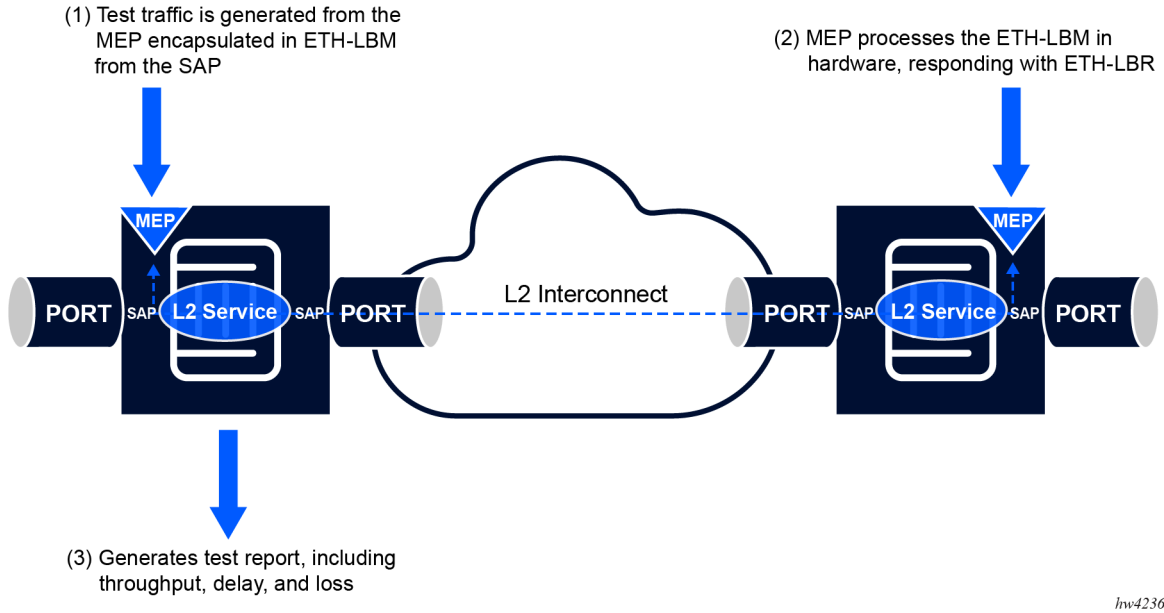 (1) Test traffic is generated from the
MEP encapsulated in ETH-LBM
from the SAP
(2) MEP processes the ETH-LBM in
hardware, responding with ETH-LBR
MEP
MEP
L2 Interconnect
PORT
SAP
L2 Service
SAP
PORT
PORT
SAP
L2 Service
SAP
PORT
(3) Generates test report, including
throughput, delay, and loss
hw4236